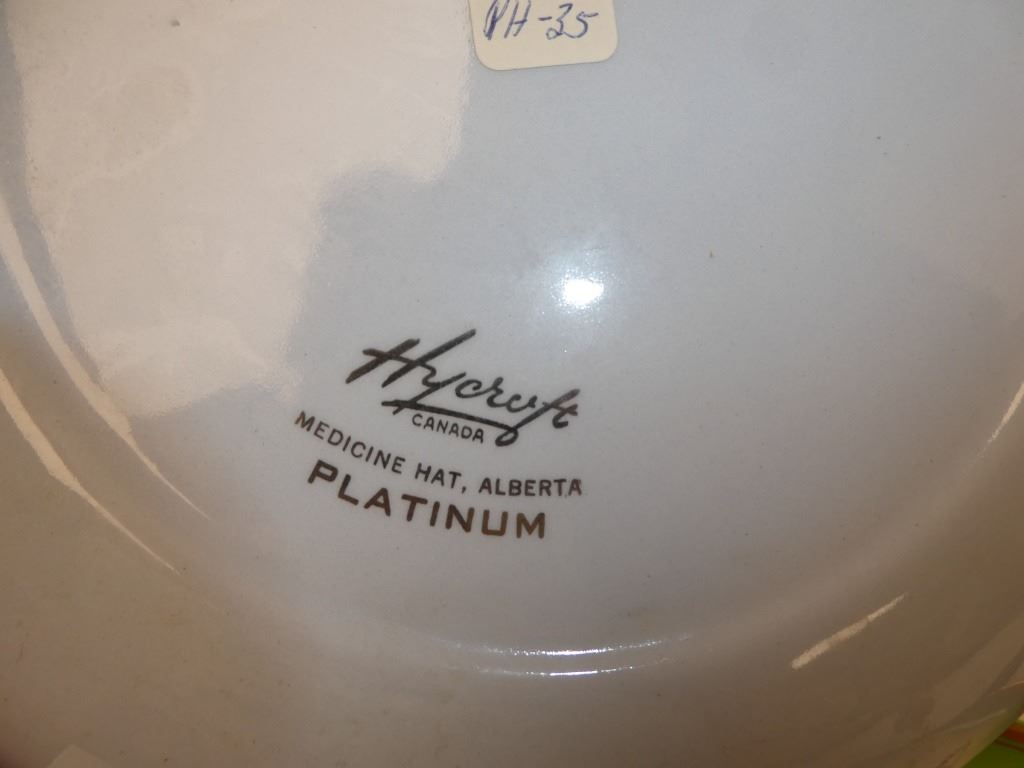 PH-35
Hycroft
CANADA
MEDICINE HAT, ALBERTA
PLATINUM